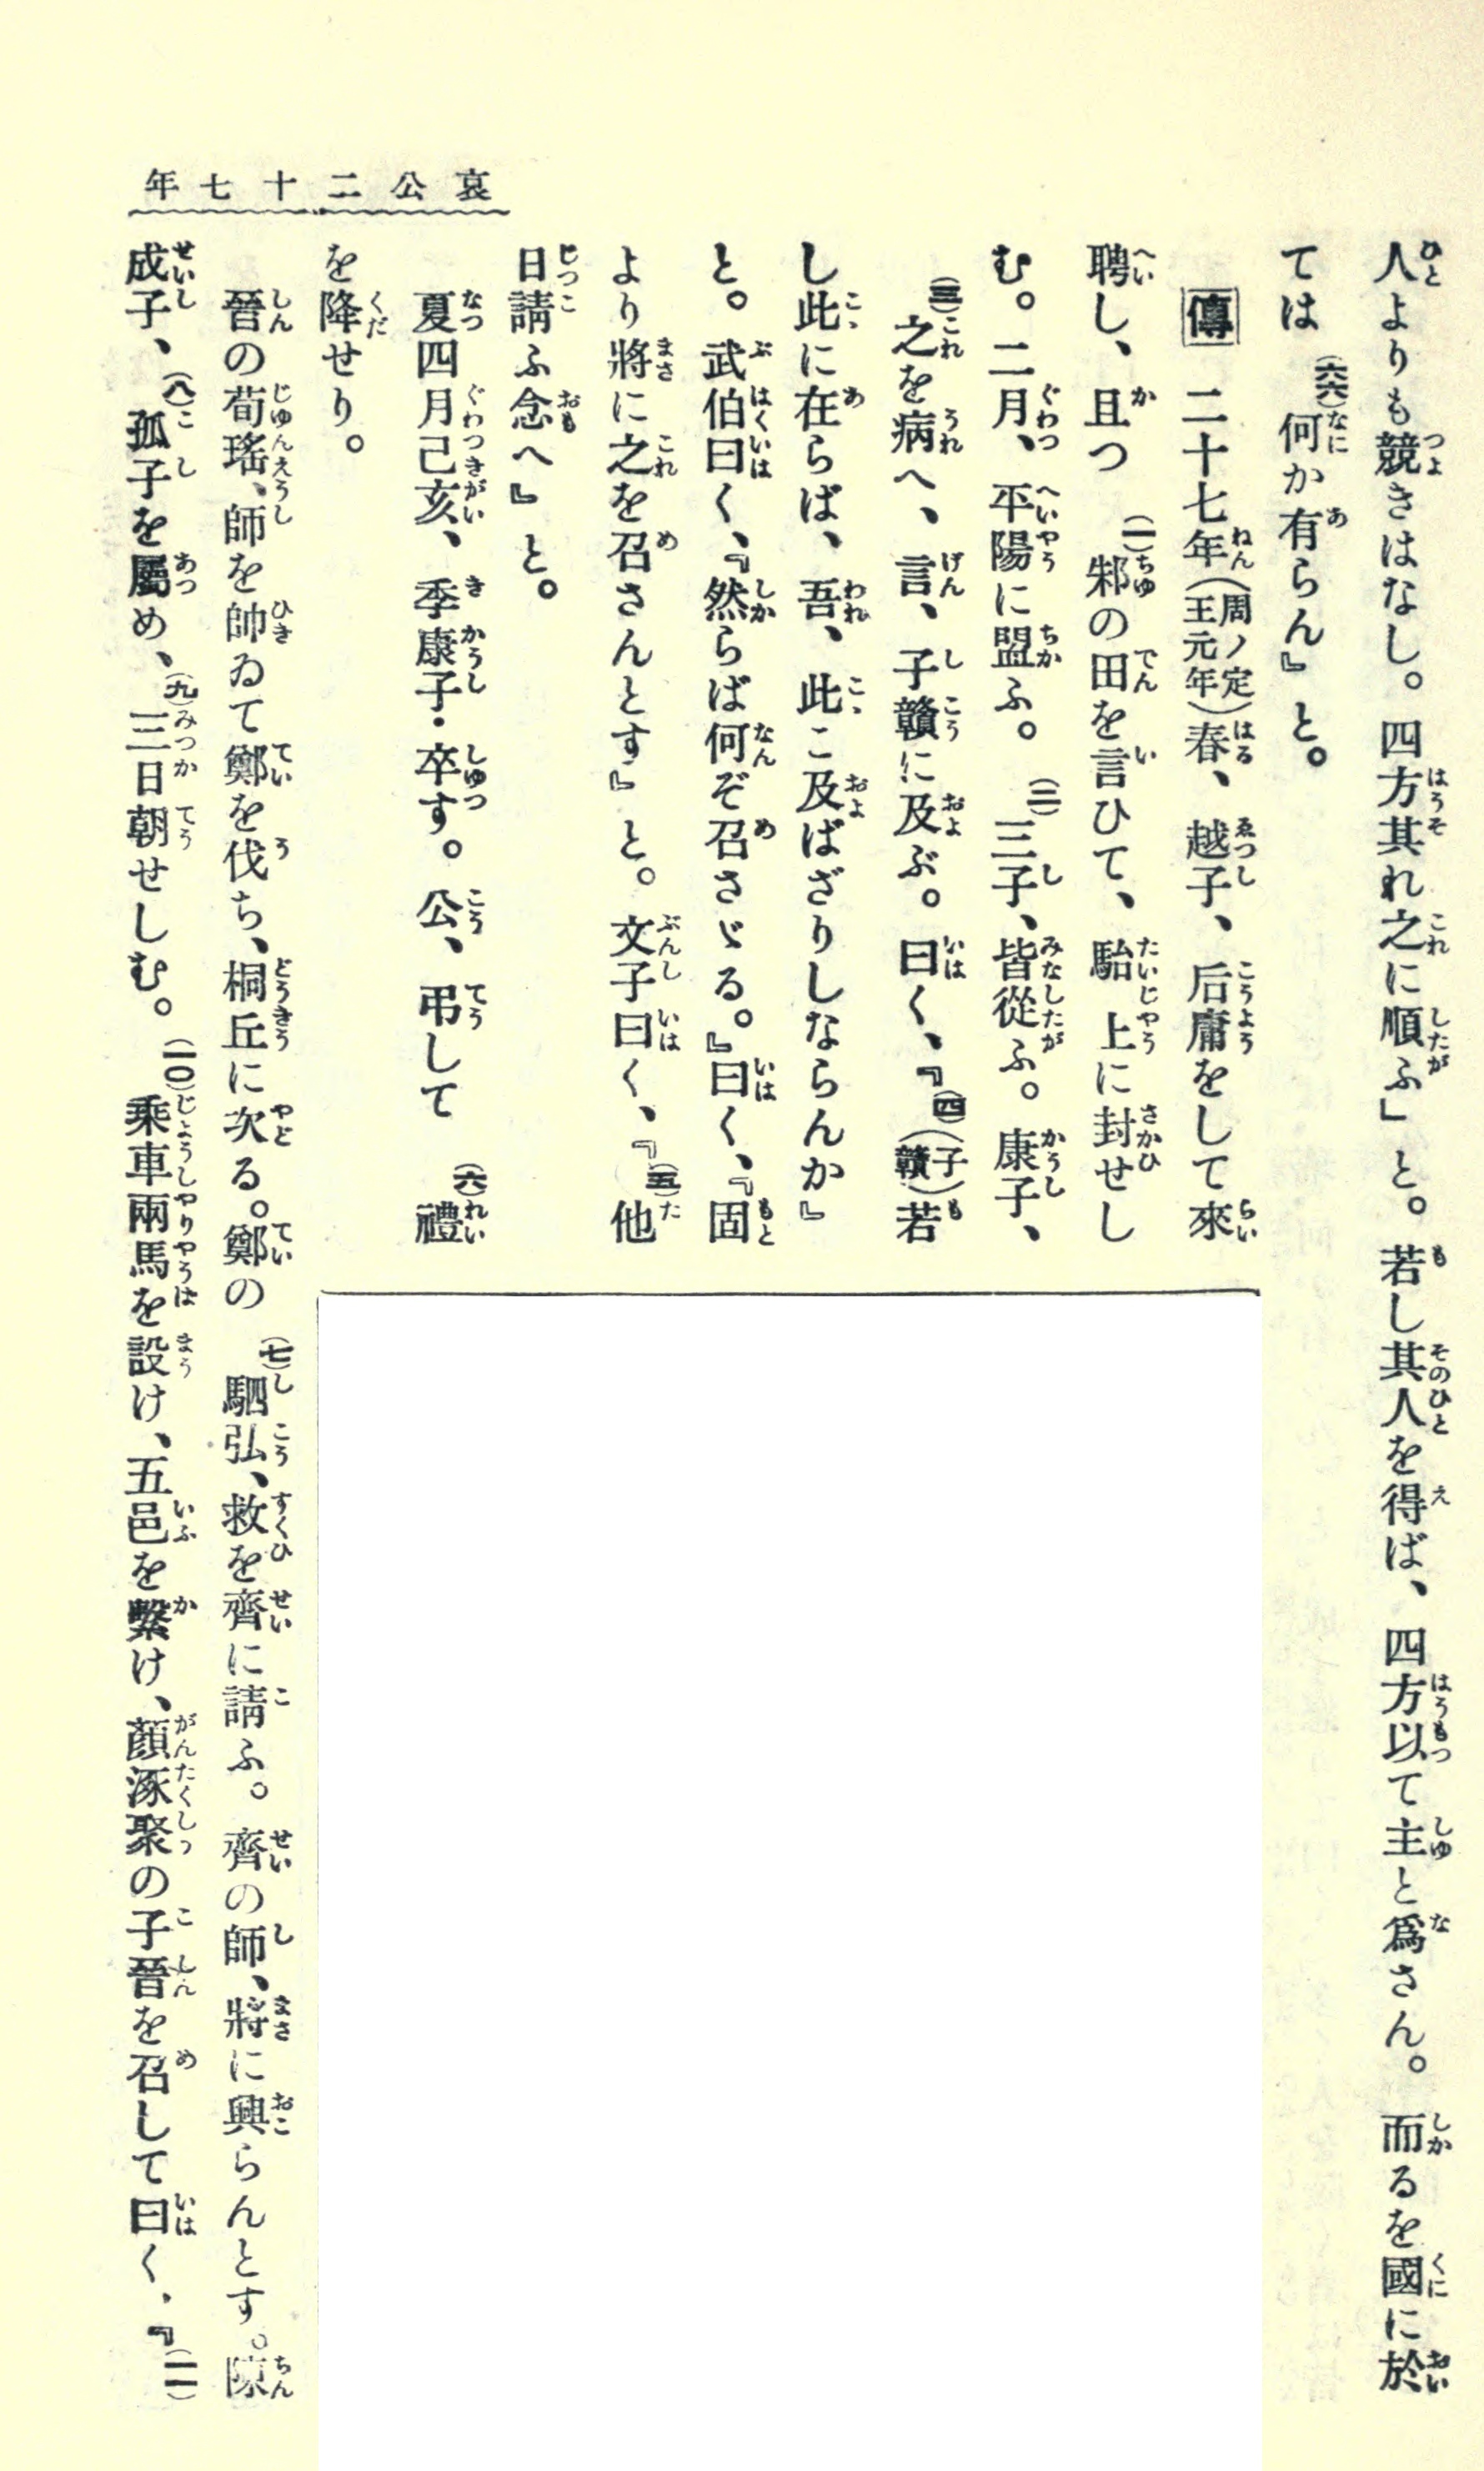 哀公二十七年
人よりも競きはなし。四方其れ之に順ふ」と。若し其人を得ば、四方以て主と爲さん。而るを國に於
ては(六六)何か有らん』と。
傳 二十七年(周ノ定王元年)春、越子、后庸をして來
聘し、且つ(一)邾の田を言ひて、駘上に封せし
む。二月、平陽に盟ふ。(二)三子、皆從ふ。康子、
(三)之を病へ、言、子贛に及ぶ。曰く、『(四)(子贛)若
し此に在らば、吾、此こ及ばざりしならんか』
と。武伯曰く、『然らば何ぞ召さゞる。』曰く、『固
より將に之を召さんとす』と。文子曰く、『(五)他
日請ふ念へ』と。
夏四月己亥、季康子・卒す。公、弔して(六)禮
を降せり。
晉の荀瑤、師を帥ゐて鄭を伐ち、桐丘に次る。鄭の(七)駟弘、救を齊に請ふ。齊の師、將に興らんとす。陳
成子、(八)孤子を屬め、(九)三日朝せしむ。(一〇)乘車兩馬を設け、五邑を繫け、顏涿聚の子晉を召して曰く、『(一一)